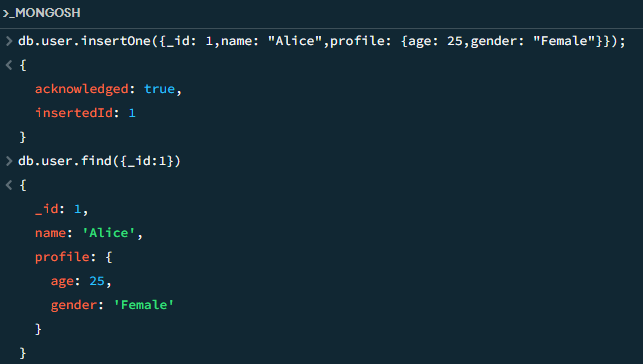 >_MONGOSH
> db.user.insertOne({_id: 1,name: "Alice",profile: {age: 25,gender: "Female"}});
< {
acknowledged: true,
insertedId: 1
}
> db.user.find({_id:1})
< {
_id: 1,
name: 'Alice',
profile: {
age: 25,
gender: 'Female'
}
}